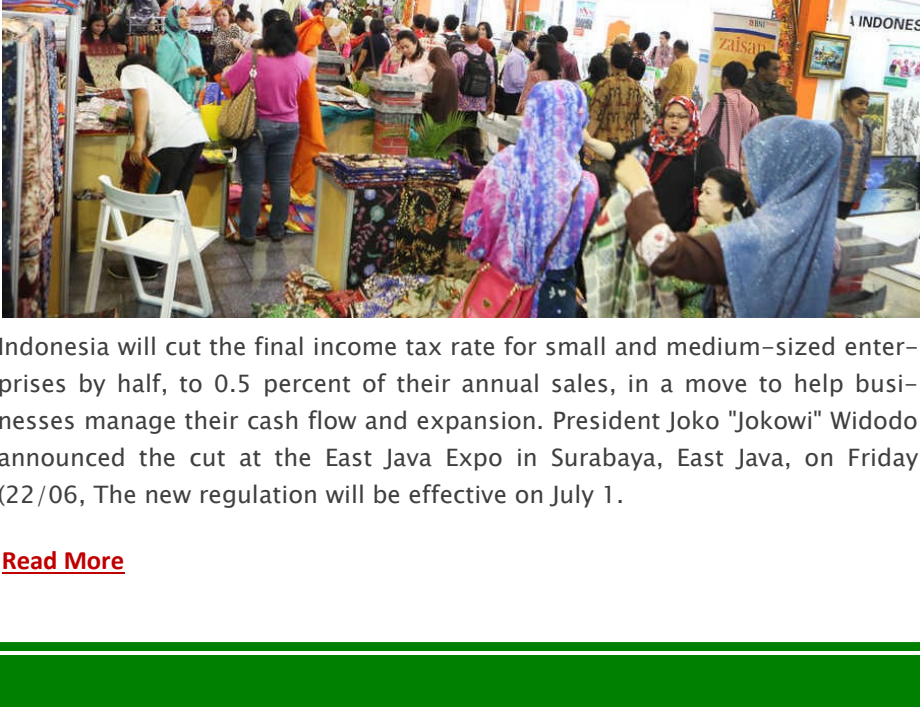 BNI
zaisan
A INDONES
Indonesia will cut the final income tax rate for small and medium-sized enter-
prises by half, to 0.5 percent of their annual sales, in a move to help busi-
nesses manage their cash flow and expansion. President Joko "Jokowi" Widodo
announced the cut at the East Java Expo in Surabaya, East Java, on Friday
(22/06, The new regulation will be effective on July 1.
Read More